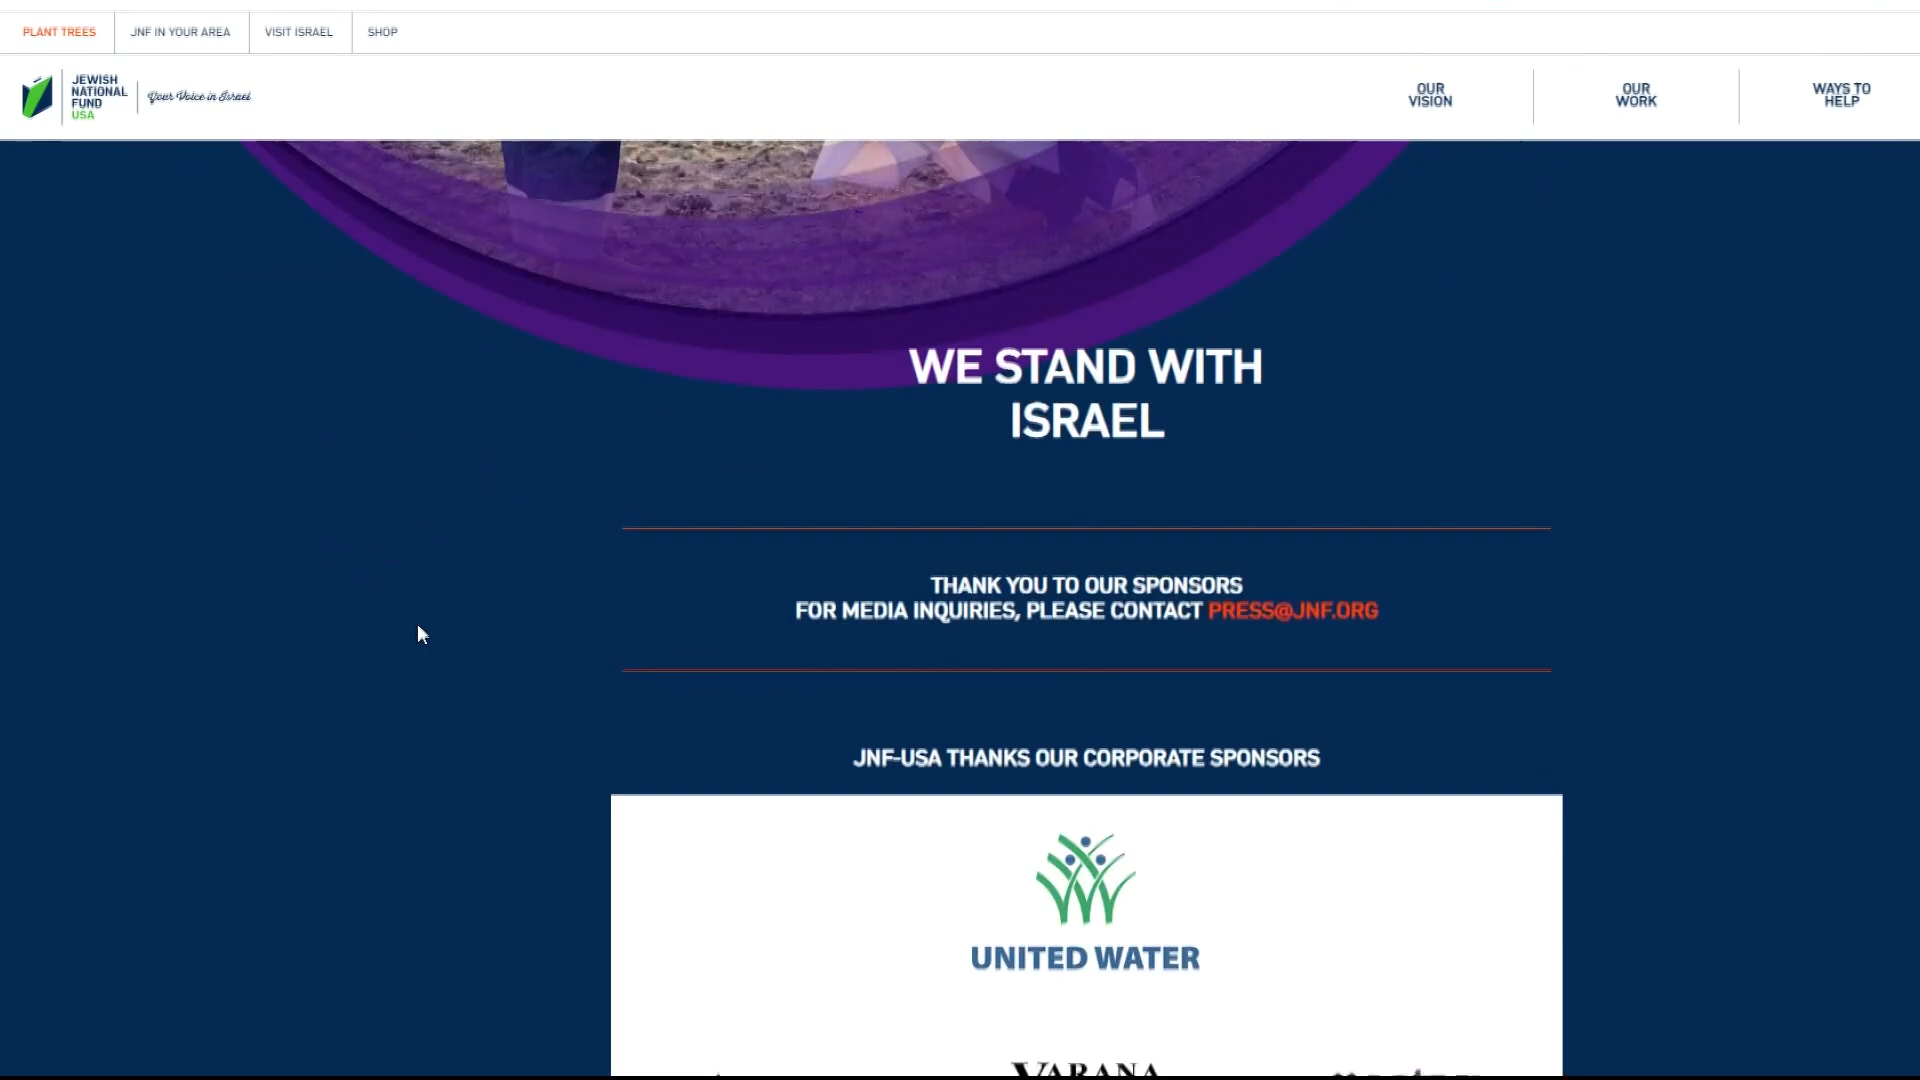 PLANT TREES
JNF IN YOUR AREA
VISIT ISRAEL
SHOP
JEWISH
NATIONAL
FUND
USA
Your Voice in Israel
OUR
VISION
OUR
WORK
WAYS TO
HELP
WE STAND WITH
ISRAEL
THANK YOU TO OUR SPONSORS
FOR MEDIA INQUIRIES, PLEASE CONTACT PRESS@JNF.ORG
JNF-USA THANKS OUR CORPORATE SPONSORS
UNITED WATER
VARANA